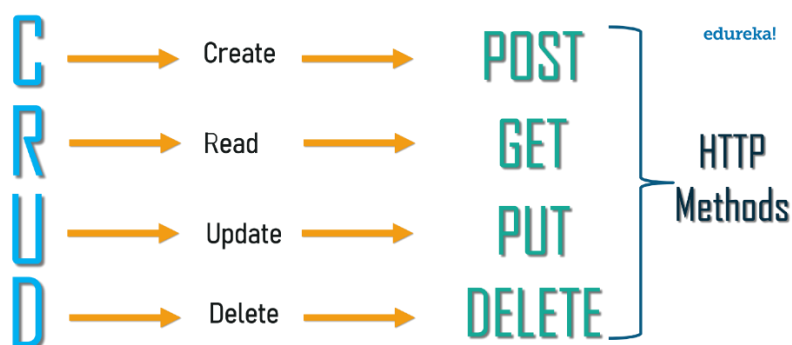 edureka!
C Create POST
R Read GET
U Update PUT
D Delete DELETE
HTTP
Methods